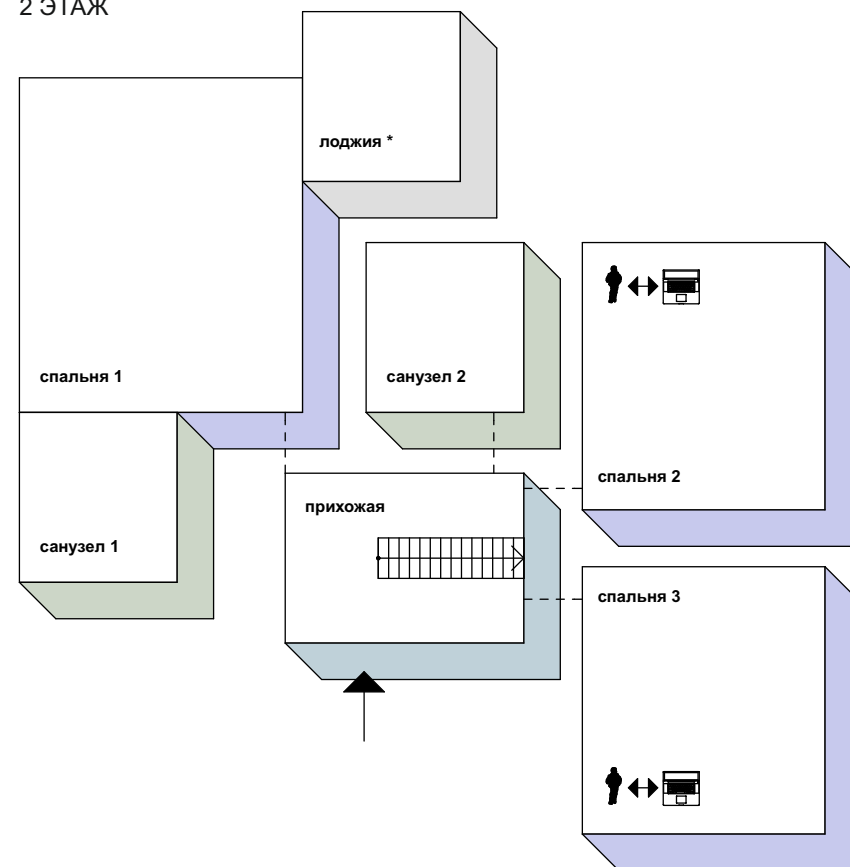 2 ЭТАЖ
лоджия *
спальня 1
санузел 2
спальня 2
прихожая
санузел 1
спальня 3